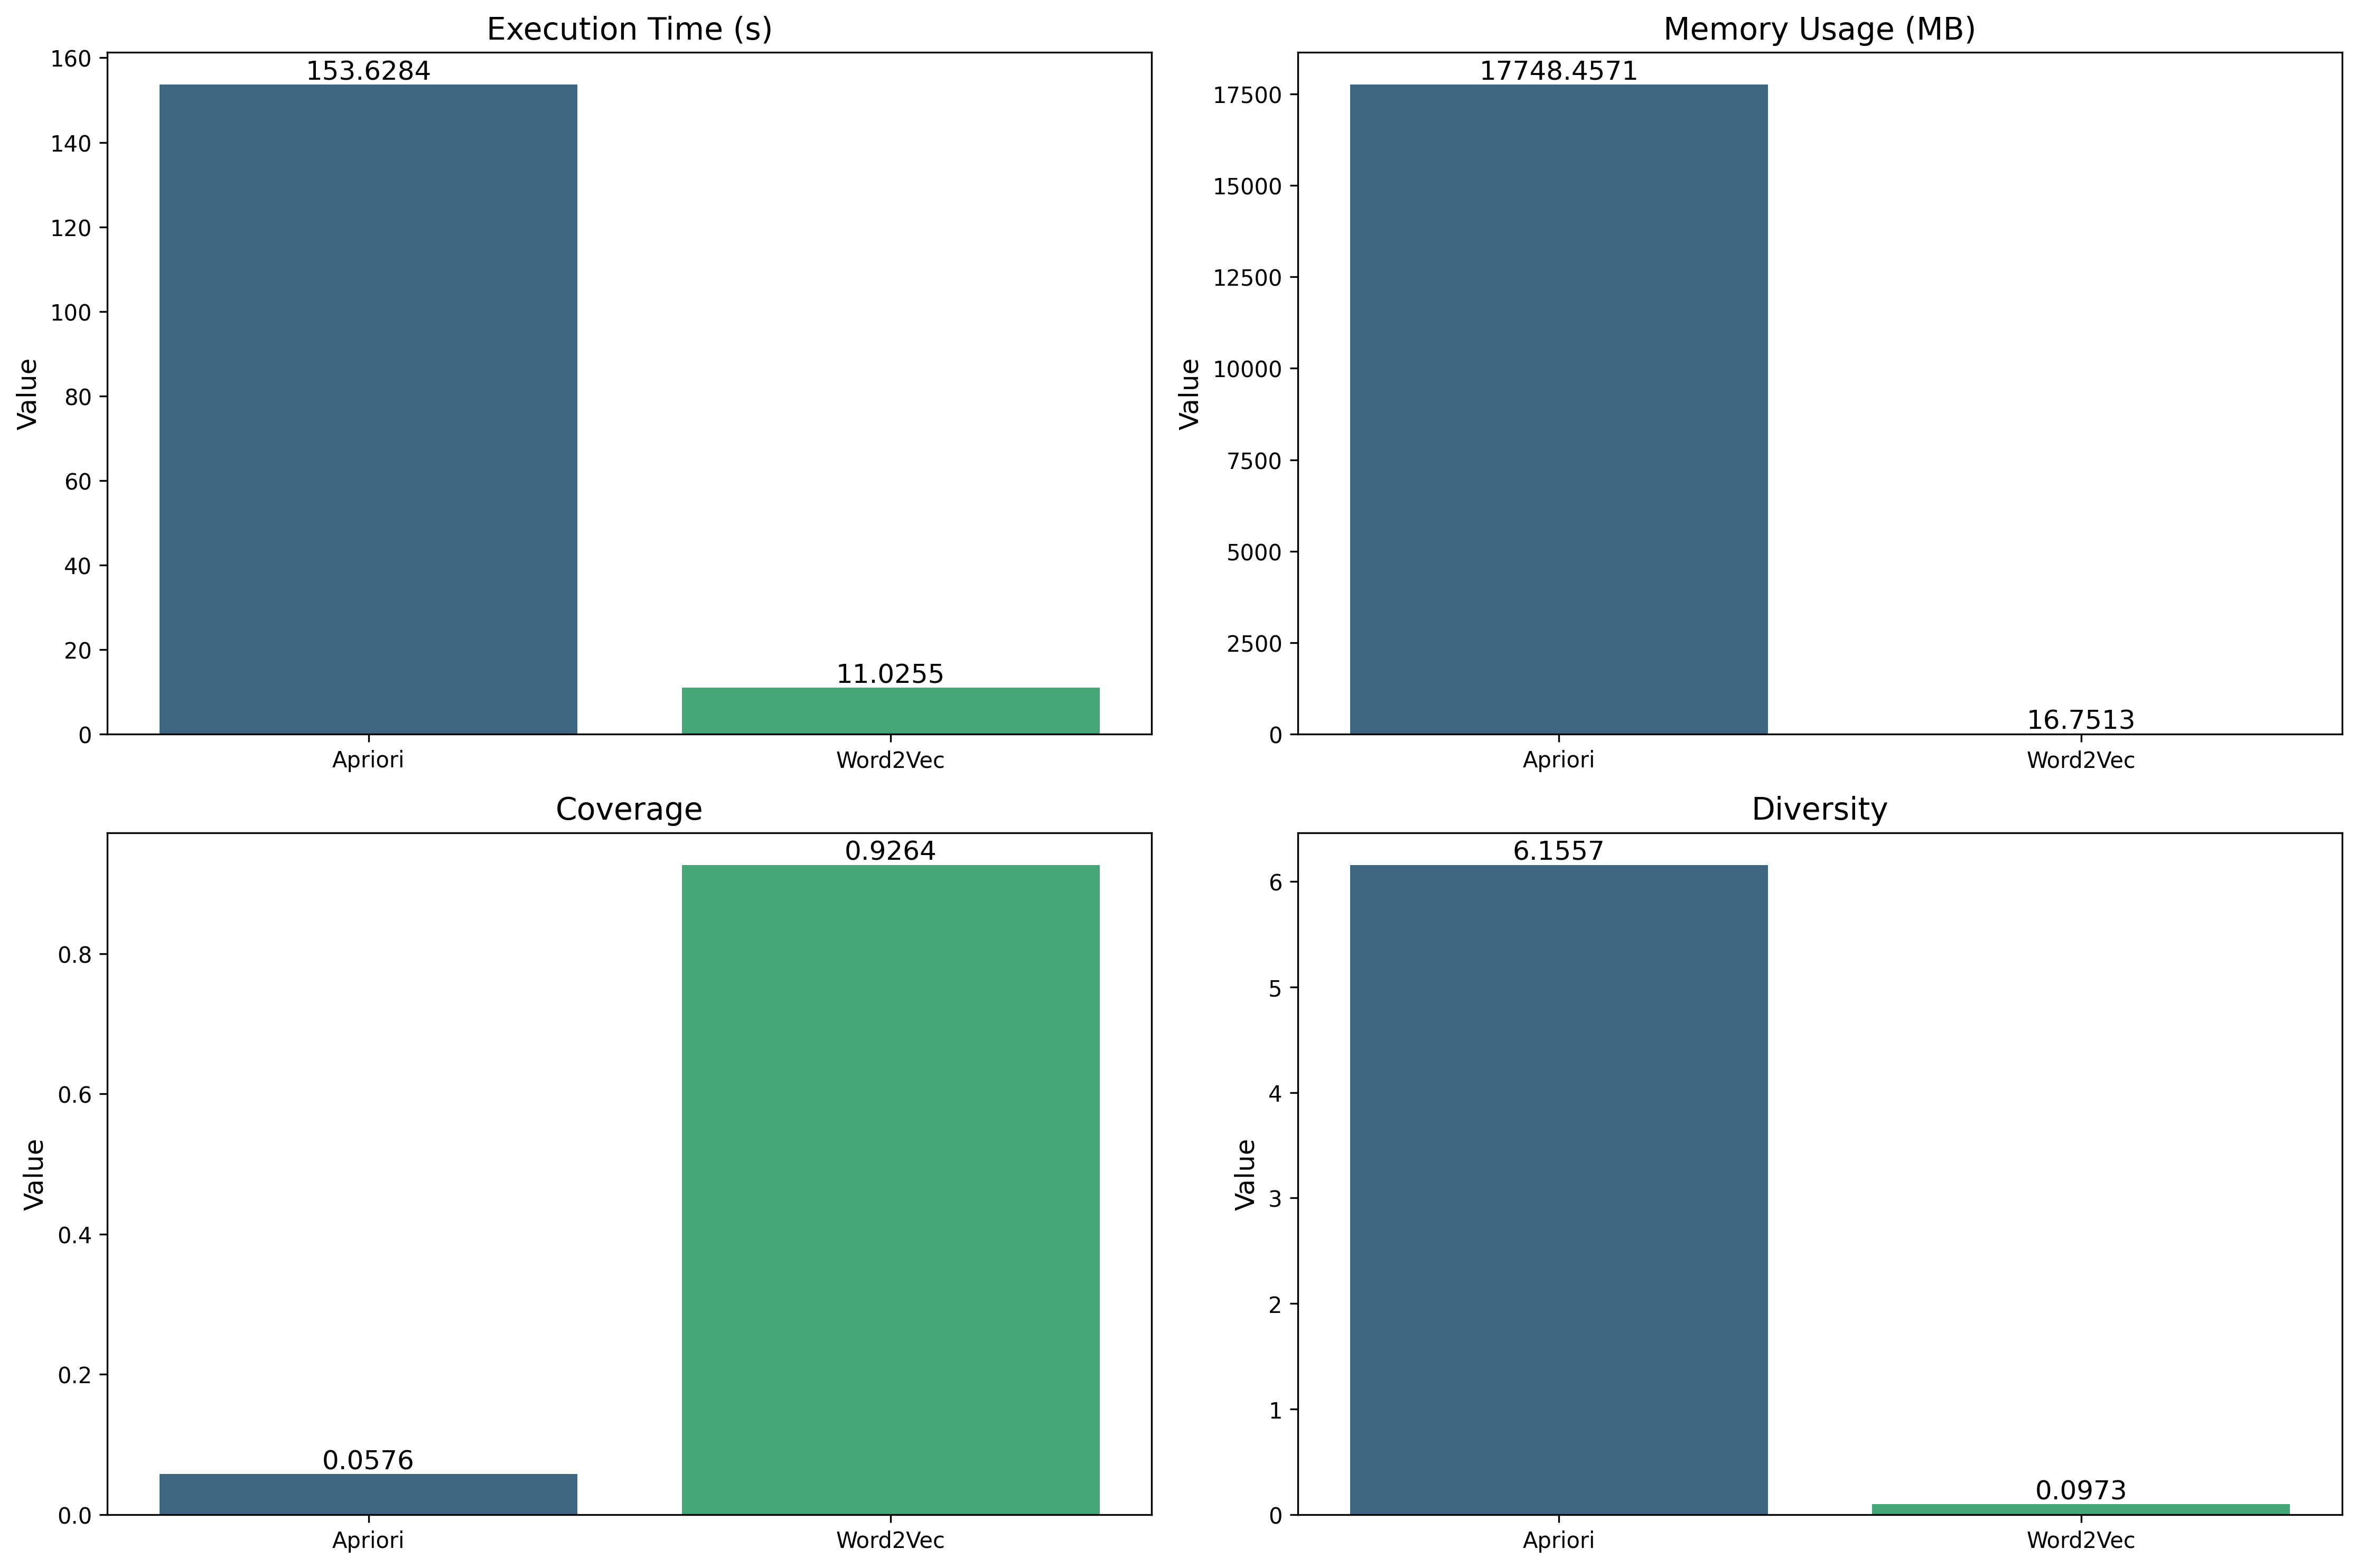 Execution Time (s)
160
140
120
100
80
60
40
20
0
Value
153.6284
11.0255
Apriori
Word2Vec
Memory Usage (MB)
17500
15000
12500
10000
7500
5000
2500
0
Value
17748.4571
16.7513
Apriori
Word2Vec
Coverage
0.8
0.6
0.4
0.2
0.0
Value
0.0576
0.9264
Apriori
Word2Vec
Diversity
6
5
4
3
2
1
0
Value
6.1557
0.0973
Apriori
Word2Vec